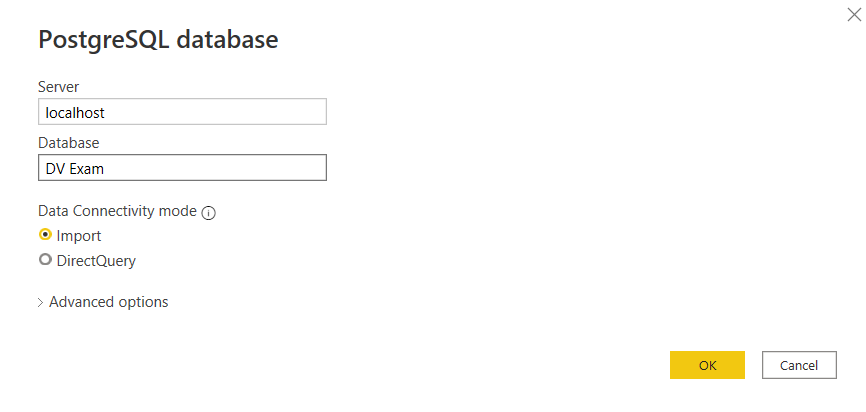 PostgreSQL database
Server
localhost
Database
DV Exam
Data Connectivity mode
Import
DirectQuery
Advanced options
OK
Cancel